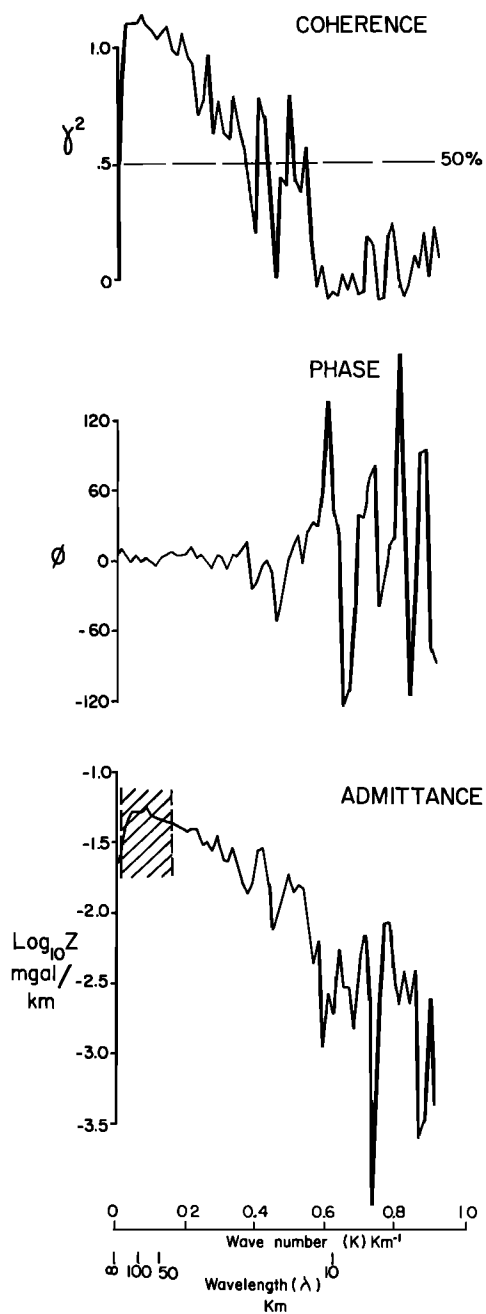 COHERENCE
1.0
γ²
.5
50%
0
PHASE
120
60
Ø
0
-60
-120
-1.0
ADMITTANCE
-1.5
-2.0
Log₁₀Z
mgal/
km
-2.5
-3.0
-3.5
0 0.2 0.4 0.6 0.8 1.0
Wave number (K) Km⁻¹
8 100 50 10
Wavelength (λ)
Km